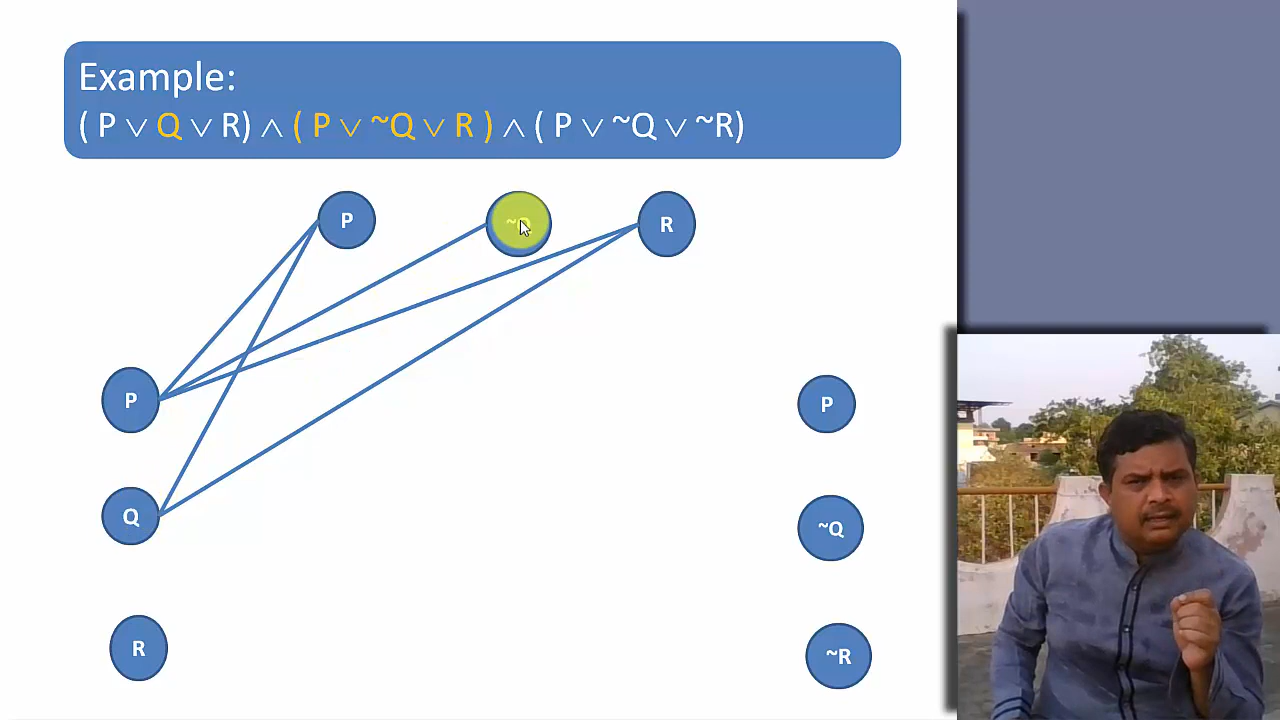 Example:
( P ∨ Q ∨ R) ∧ ( P ∨ ~Q ∨ R ) ∧ ( P ∨ ~Q ∨ ~R)
P
~Q
R
P
P
Q
~Q
R
~R